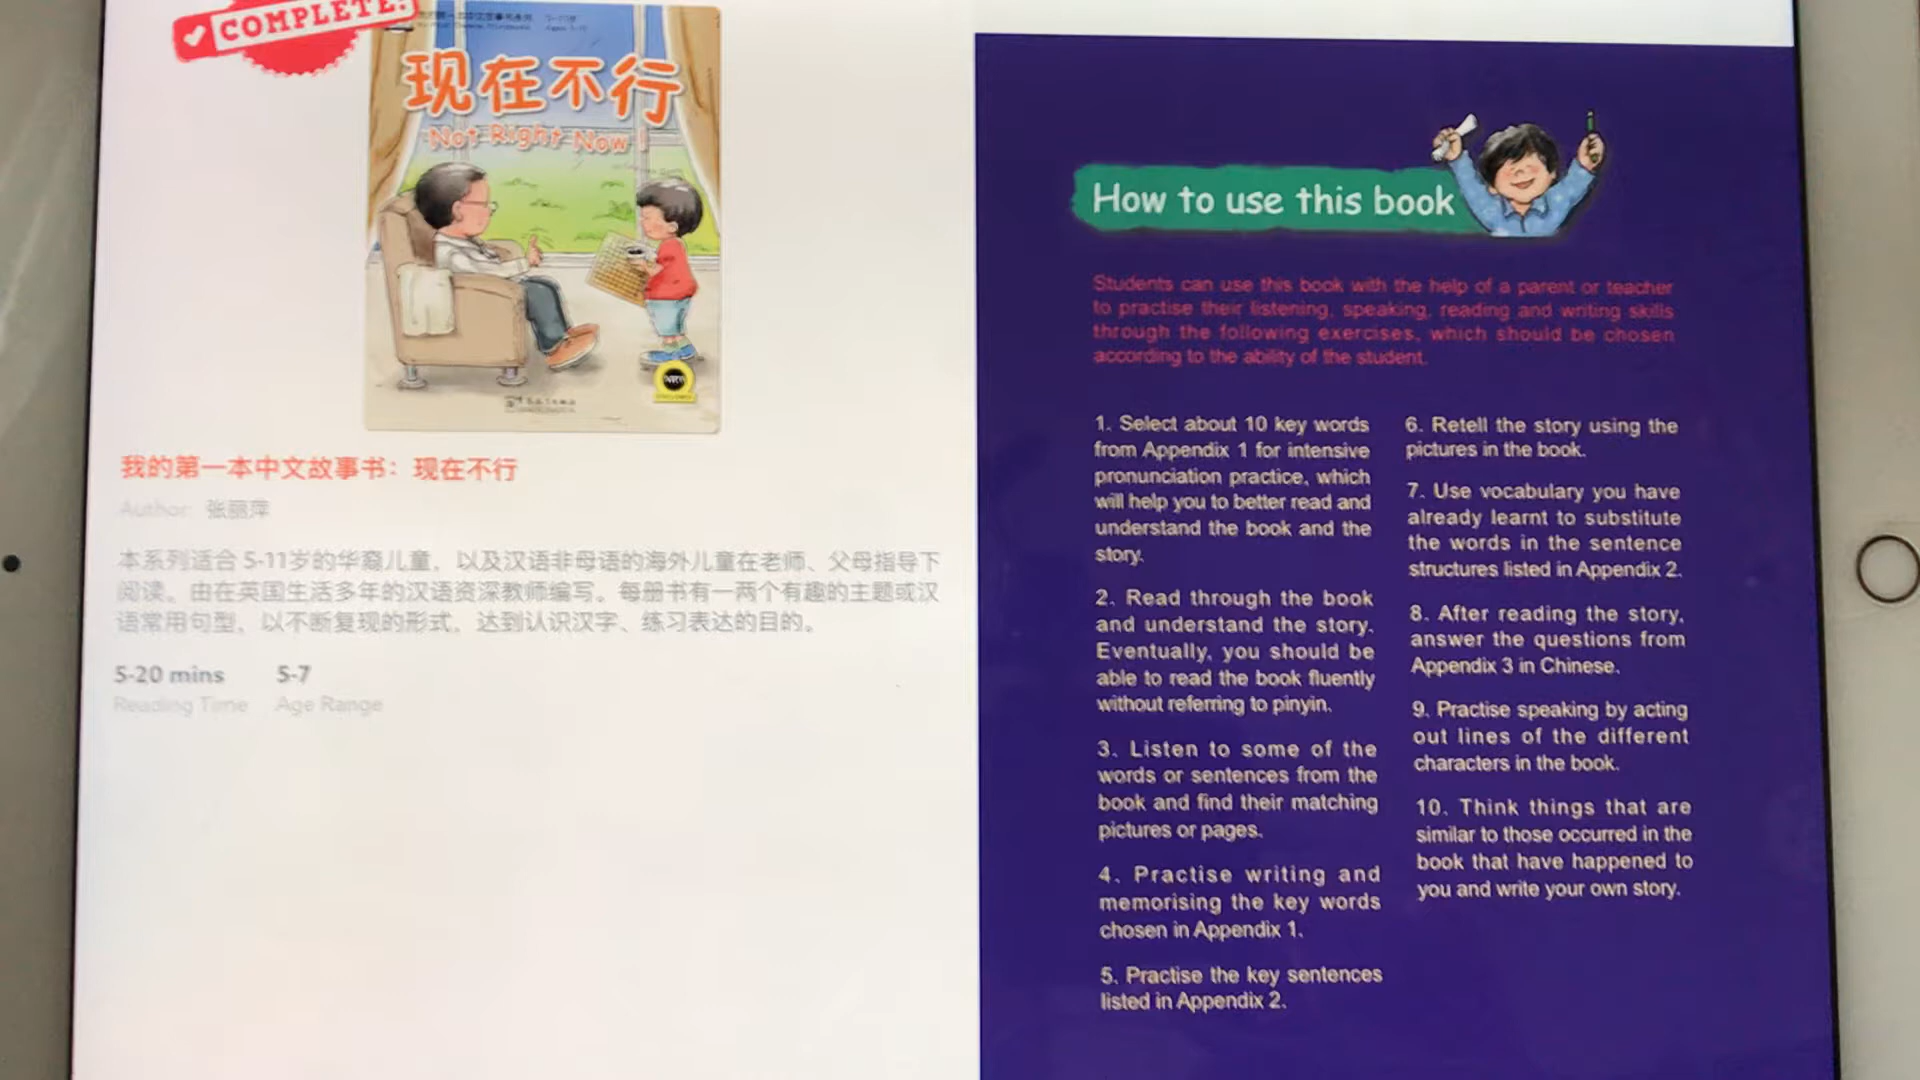 COMPLETE!
现在不行
Not Right Now !
我的第一本中文故事书：现在不行
Author: 张丽萍
本系列适合 5-11岁的华裔儿童，以及汉语非母语的海外儿童在老师、父母指导下
阅读。由在英国生活多年的汉语资深教师编写。每册书有一两个有趣的主题或汉
语常用句型，以不断复现的形式，达到认识汉字、练习表达的目的。
5-20 mins 5-7
Reading Time Age Range
How to use this book
Students can use this book with the help of a parent or teacher
to practise their listening, speaking, reading and writing skills
through the following exercises, which should be chosen
according to the ability of the student.
1. Select about 10 key words
from Appendix 1 for intensive
pronunciation practice, which
will help you to better read and
understand the book and the
story.
2. Read through the book
and understand the story.
Eventually, you should be
able to read the book fluently
without referring to pinyin.
3. Listen to some of the
words or sentences from the
book and find their matching
pictures or pages.
4. Practise writing and
memorising the key words
chosen in Appendix 1.
5. Practise the key sentences
listed in Appendix 2.
6. Retell the story using the
pictures in the book.
7. Use vocabulary you have
already learnt to substitute
the words in the sentence
structures listed in Appendix 2.
8. After reading the story,
answer the questions from
Appendix 3 in Chinese.
9. Practise speaking by acting
out lines of the different
characters in the book.
10. Think things that are
similar to those occurred in the
book that have happened to
you and write your own story.